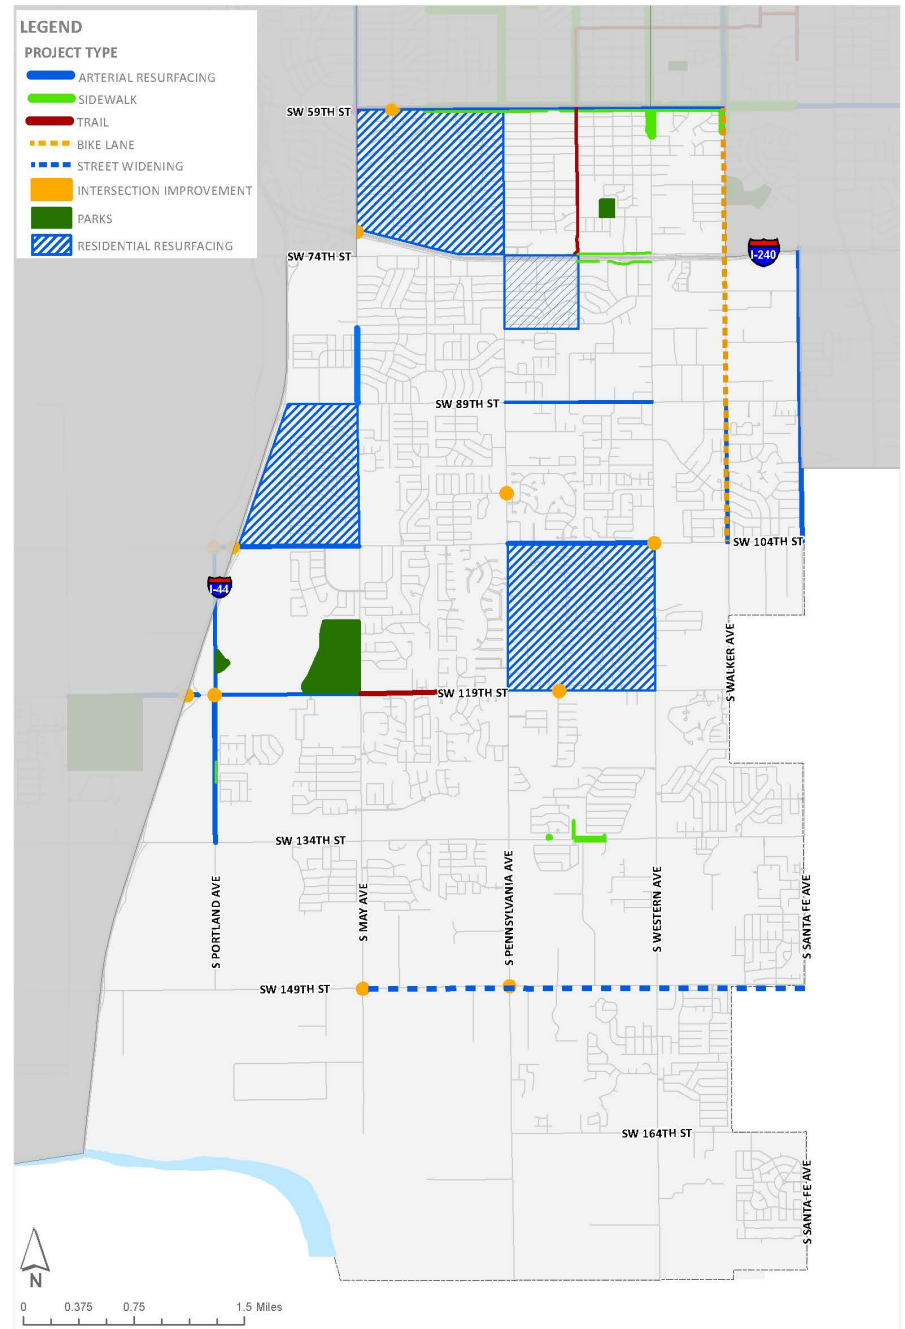 LEGEND
PROJECT TYPE
ARTERIAL RESURFACING
SIDEWALK
TRAIL
BIKE LANE
STREET WIDENING
INTERSECTION IMPROVEMENT
PARKS
RESIDENTIAL RESURFACING
SW 59TH ST
SW 74TH ST
I-240
SW 89TH ST
SW 104TH ST
I-44
S WALKER AVE
SW 119TH ST
SW 134TH ST
S PORTLAND AVE
S MAY AVE
S PENNSYLVANIA AVE
S WESTERN AVE
S SANTA FE AVE
SW 149TH ST
SW 164TH ST
S SANTA FE AVE
N
0 0.375 0.75 1.5 Miles